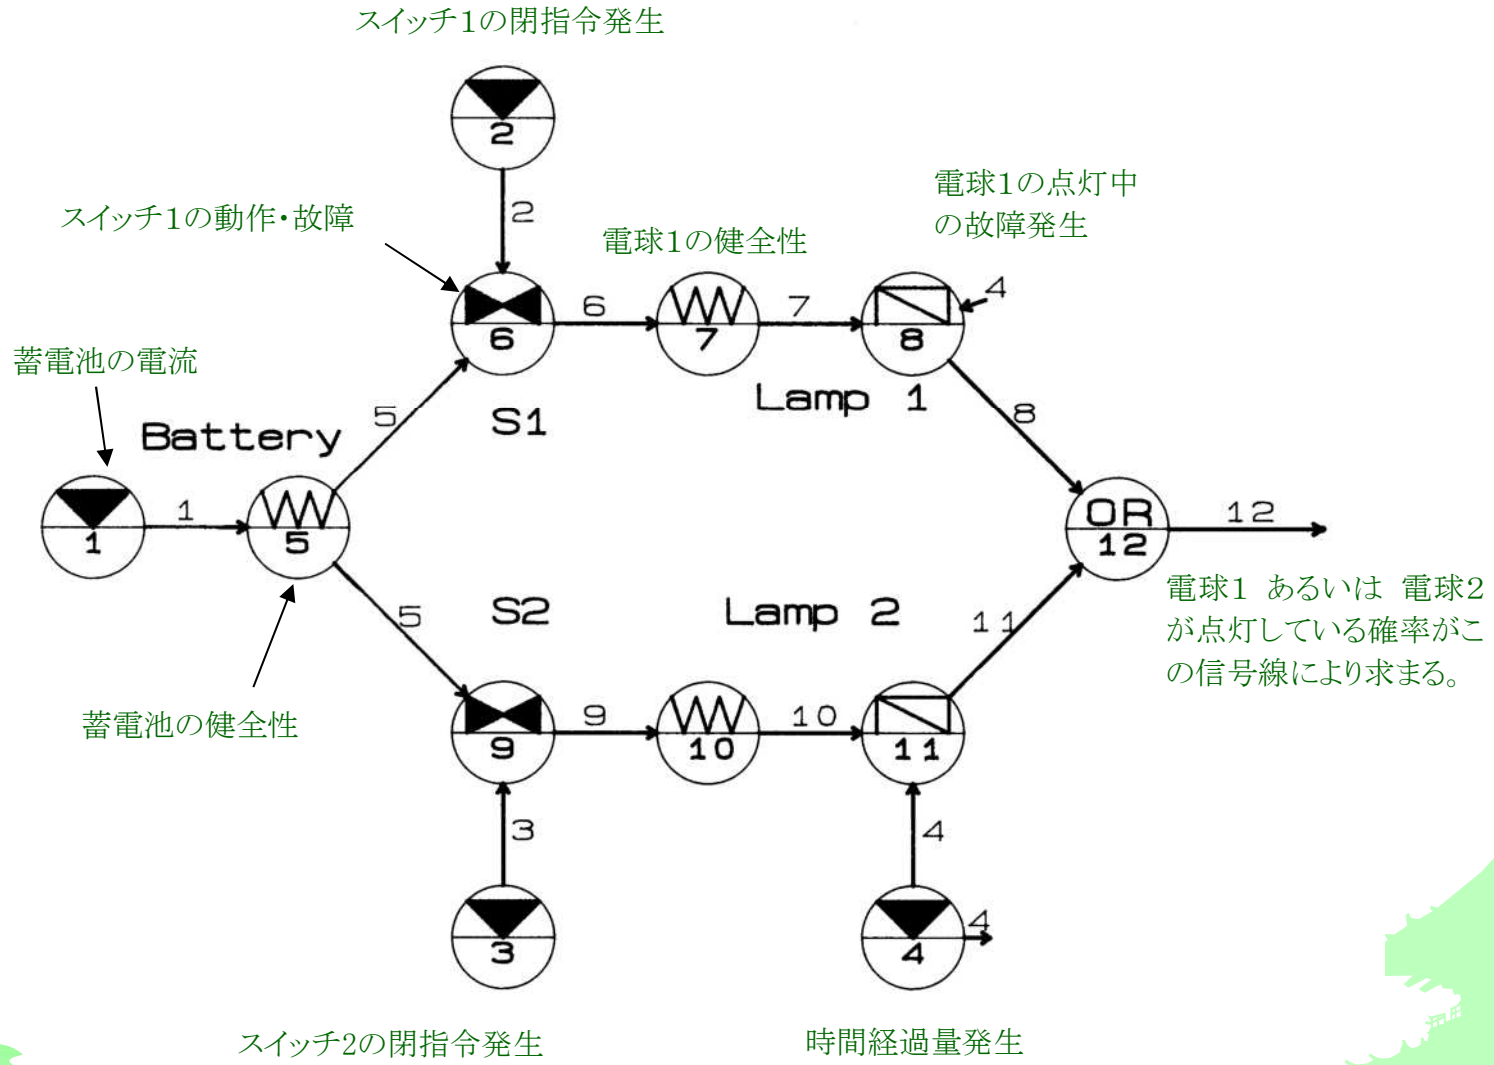 スイッチ1の閉指令発生
2
2
電球1の点灯中
の故障発生
スイッチ1の動作・故障
電球1の健全性
6
6
7
7
8
4
蓄電池の電流
Lamp 1
5
S1
8
Battery
1
1
5
OR
12
12
電球1 あるいは 電球2
が点灯している確率がこ
の信号線により求まる。
5
S2
Lamp 2
11
蓄電池の健全性
9
9
10
10
11
3
4
3
4
4
スイッチ2の閉指令発生
時間経過量発生